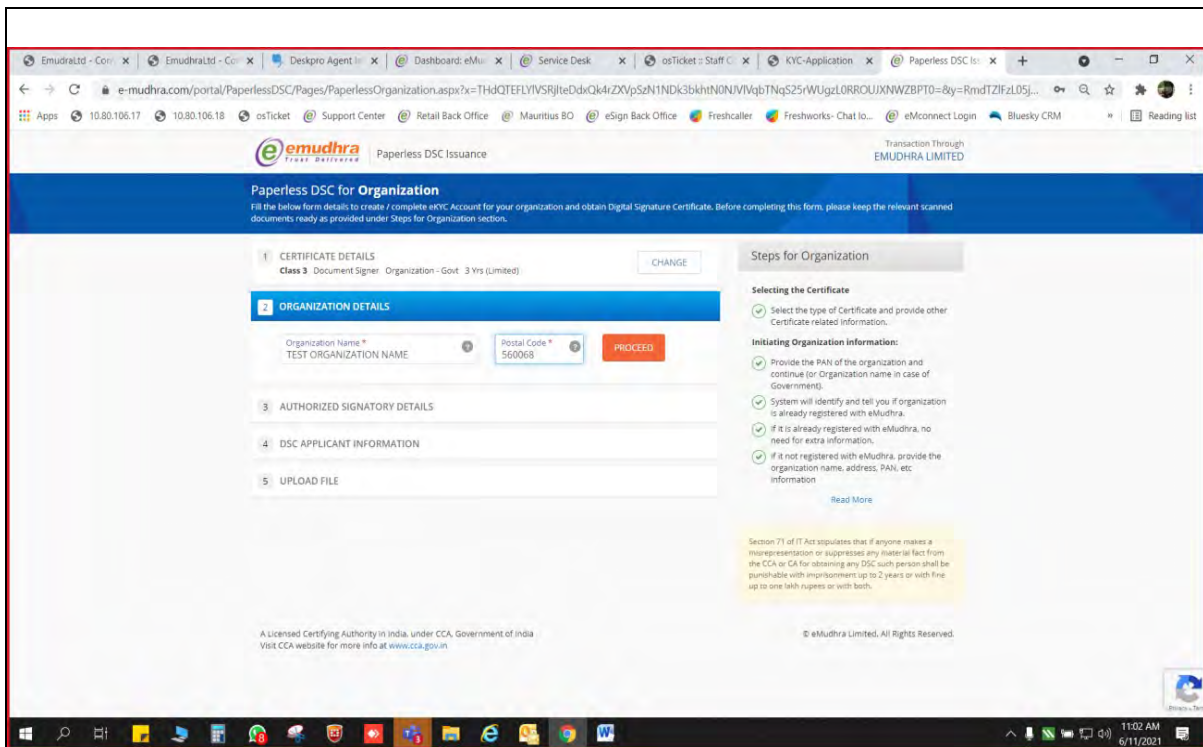 EmudraLtd - Con
EmudhraLtd - Co
Deskpro Agent In
Dashboard: eMu
Service Desk
osTicket :: Staff C
KYC-Application
Paperless DSC Iss
e-mudhra.com/portal/PaperlessDSC/Pages/PaperlessOrganization.aspx?x=
Apps
10.80.106.17
10.80.106.18
osTicket
Support Center
Retail Back Office
Mauritius BO
eSign Back Office
Freshcaller
Freshworks- Chat lo...
eMconnect Login
Bluesky CRM
»
Reading list
emudhra
Trust Delivered
Paperless DSC Issuance
Transaction Through
EMUDHRA LIMITED
Paperless DSC for Organization
Fill the below form details to create / complete eKYC Account for your organization and obtain Digital Signature Certificate. Before completing this form, please keep the relevant scanned
documents ready as provided under Steps for Organization section.
1 CERTIFICATE DETAILS
Class 3 Document Signer Organization - Govt 3 Yrs (Limited)
CHANGE
2 ORGANIZATION DETAILS
Organization Name *
TEST ORGANIZATION NAME
Postal Code *
560068
PROCEED
3 AUTHORIZED SIGNATORY DETAILS
4 DSC APPLICANT INFORMATION
5 UPLOAD FILE
Steps for Organization
Selecting the Certificate
Select the type of Certificate and provide other
Certificate related information.
Initiating Organization information:
Provide the PAN of the organization and
continue (or Organization name in case of
Government).
System will identify and tell you if organization
is already registered with eMudhra.
If it is already registered with eMudhra, no
need for extra information.
If it not registered with eMudhra, provide the
organization name, address, PAN, etc
information
Read More
Section 71 of IT Act stipulates that if anyone makes a
misrepresentation or suppresses any material fact from
the CCA or CA for obtaining any DSC such person shall be
punishable with imprisonment up to 2 years or with fine
up to one lakh rupees or with both.
A Licensed Certifying Authority in India, under CCA, Government of India
Visit CCA website for more info at www.cca.gov.in
© eMudhra Limited. All Rights Reserved.
11:02 AM
6/11/2021